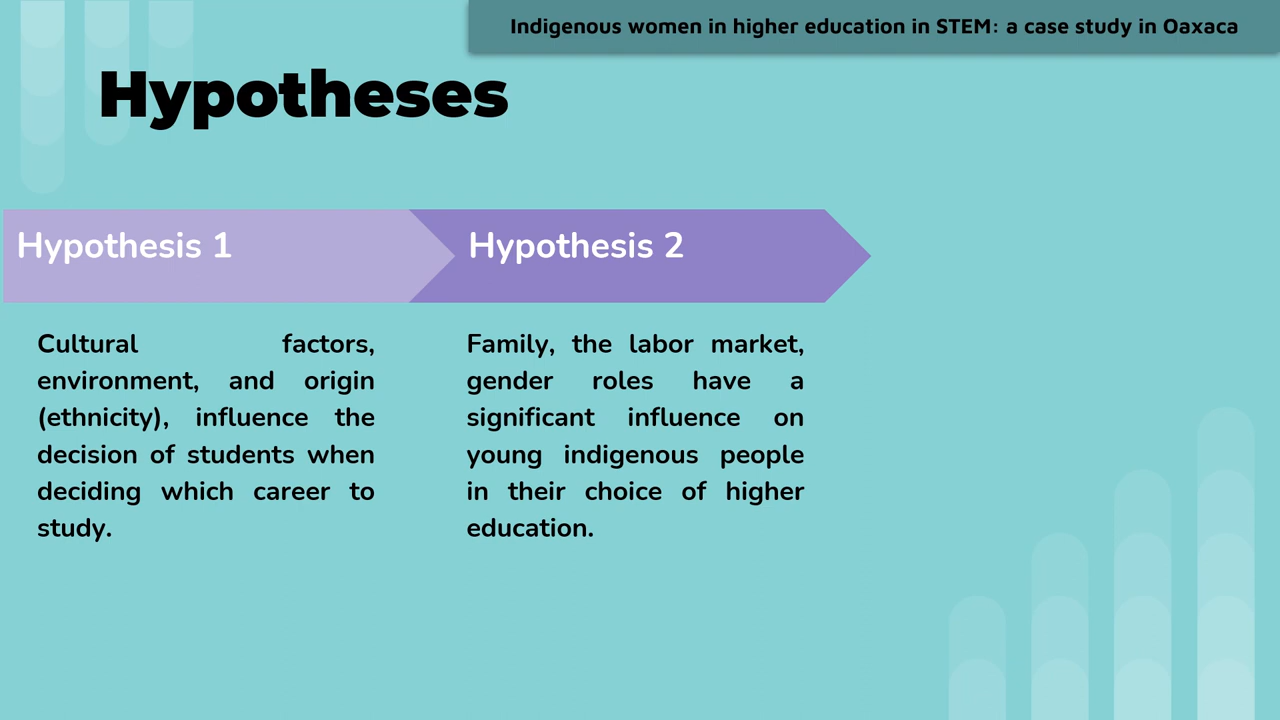 Indigenous women in higher education in STEM: a case study in Oaxaca
Hypotheses
Hypothesis 1
Cultural factors,
environment, and origin
(ethnicity), influence the
decision of students when
deciding which career to
study.
Hypothesis 2
Family, the labor market,
gender roles have a
significant influence on
young indigenous people
in their choice of higher
education.